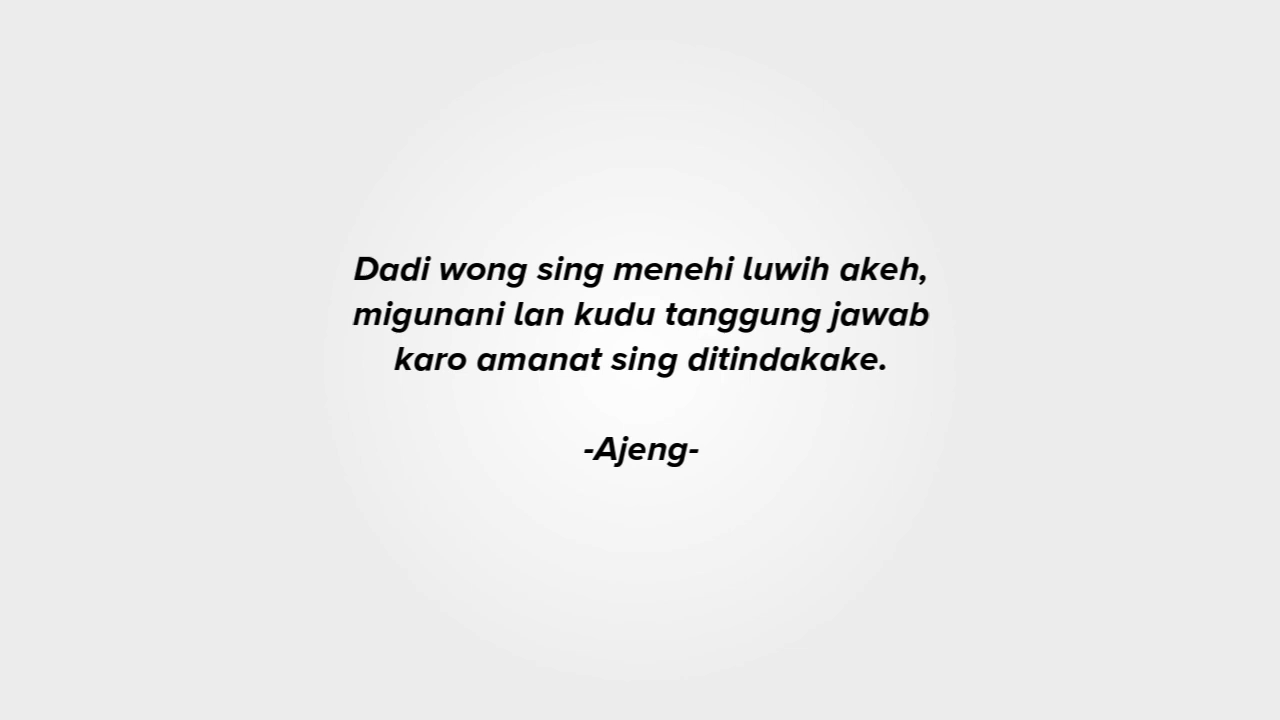 Dadi wong sing menehi luwih akeh,
migunani lan kudu tanggung jawab
karo amanat sing ditindakake.
-Ajeng-